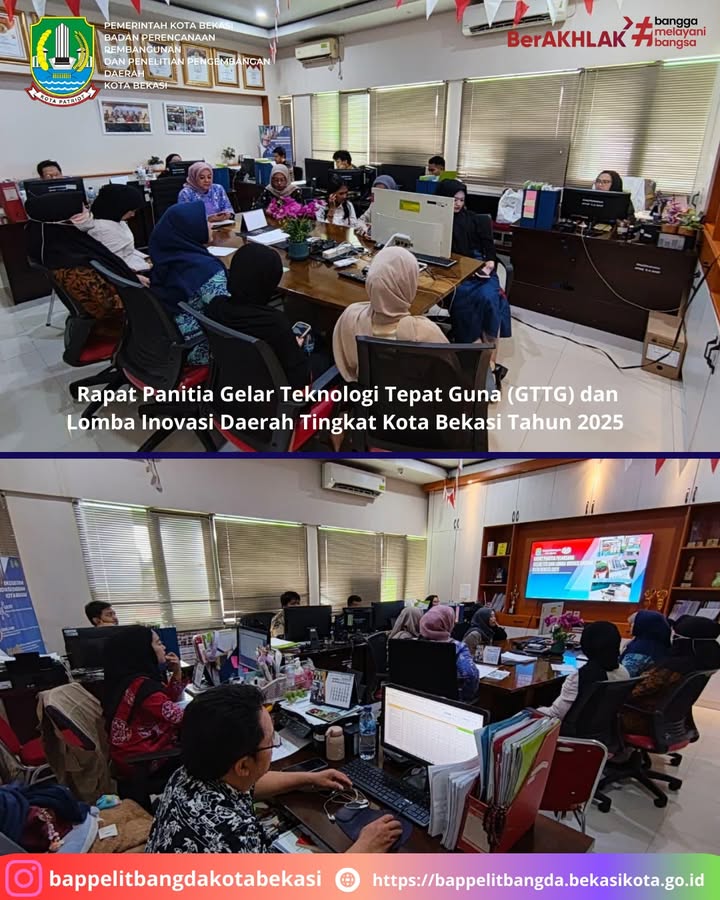 PEMERINTAH KOTA BEKASI
BADAN PERENCANAAN
PEMBANGUNAN
DAN PENELITIAN PENGEMBANGAN
DAERAH
KOTA BEKASI
KOTA PATRIOT
BerAKHLAK
# bangga
melayani
bangsa
Rapat Panitia Gelar Teknologi Tepat Guna (GTTG) dan
Lomba Inovasi Daerah Tingkat Kota Bekasi Tahun 2025
bappelitbangdakotabekasi
https://bappelitbangda.bekasikota.go.id